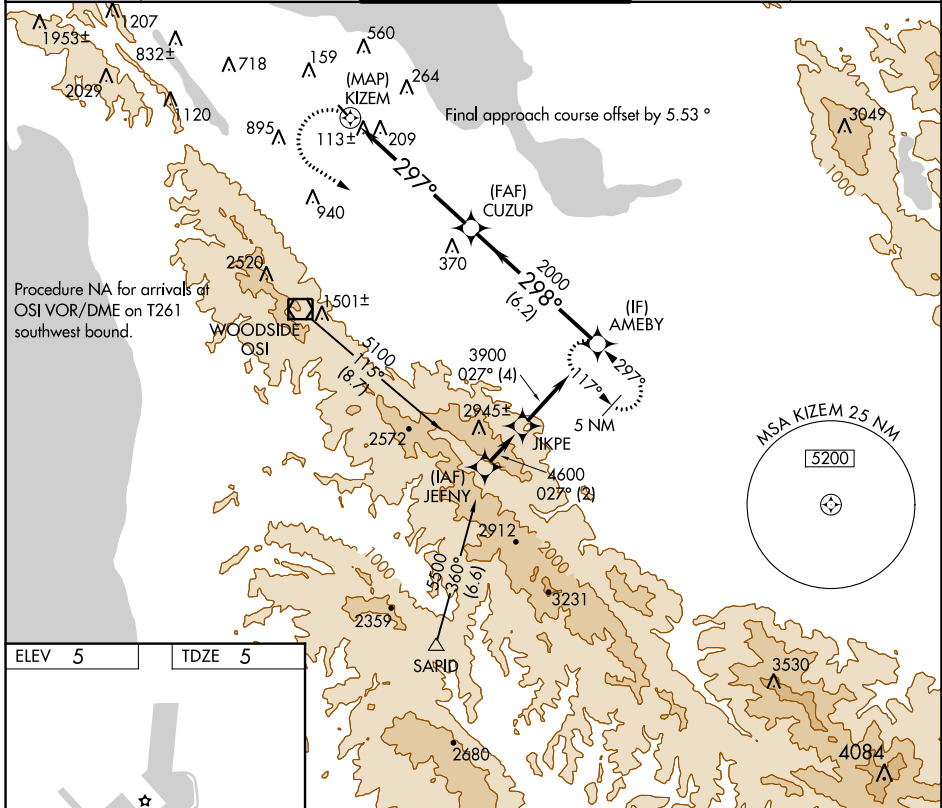 1207
1953±
832±
718
159
560
264
2029
1120
(MAP)
KIZEM
Final approach course offset by 5.53 °
3049
1000
895
113±
209
297°
940
(FAF)
CUZUP
370
2520
Procedure NA for arrivals at
OSI VOR/DME on T261
southwest bound.
1501±
WOODSIDE
OSI
2000
298°
(6.2)
(IF)
AMEBY
5100
115°
(8.7)
3900
027° (4)
297°
117°
5 NM
2945±
2572
JIKPE
MSA KIZEM 25 NM
5200
(IAF)
JEFNY
4600
027° (2)
2912
2000
1000
5500
360°
(6.6)
3231
2359
SAPID
ELEV 5
TDZE 5
3530
2680
4084